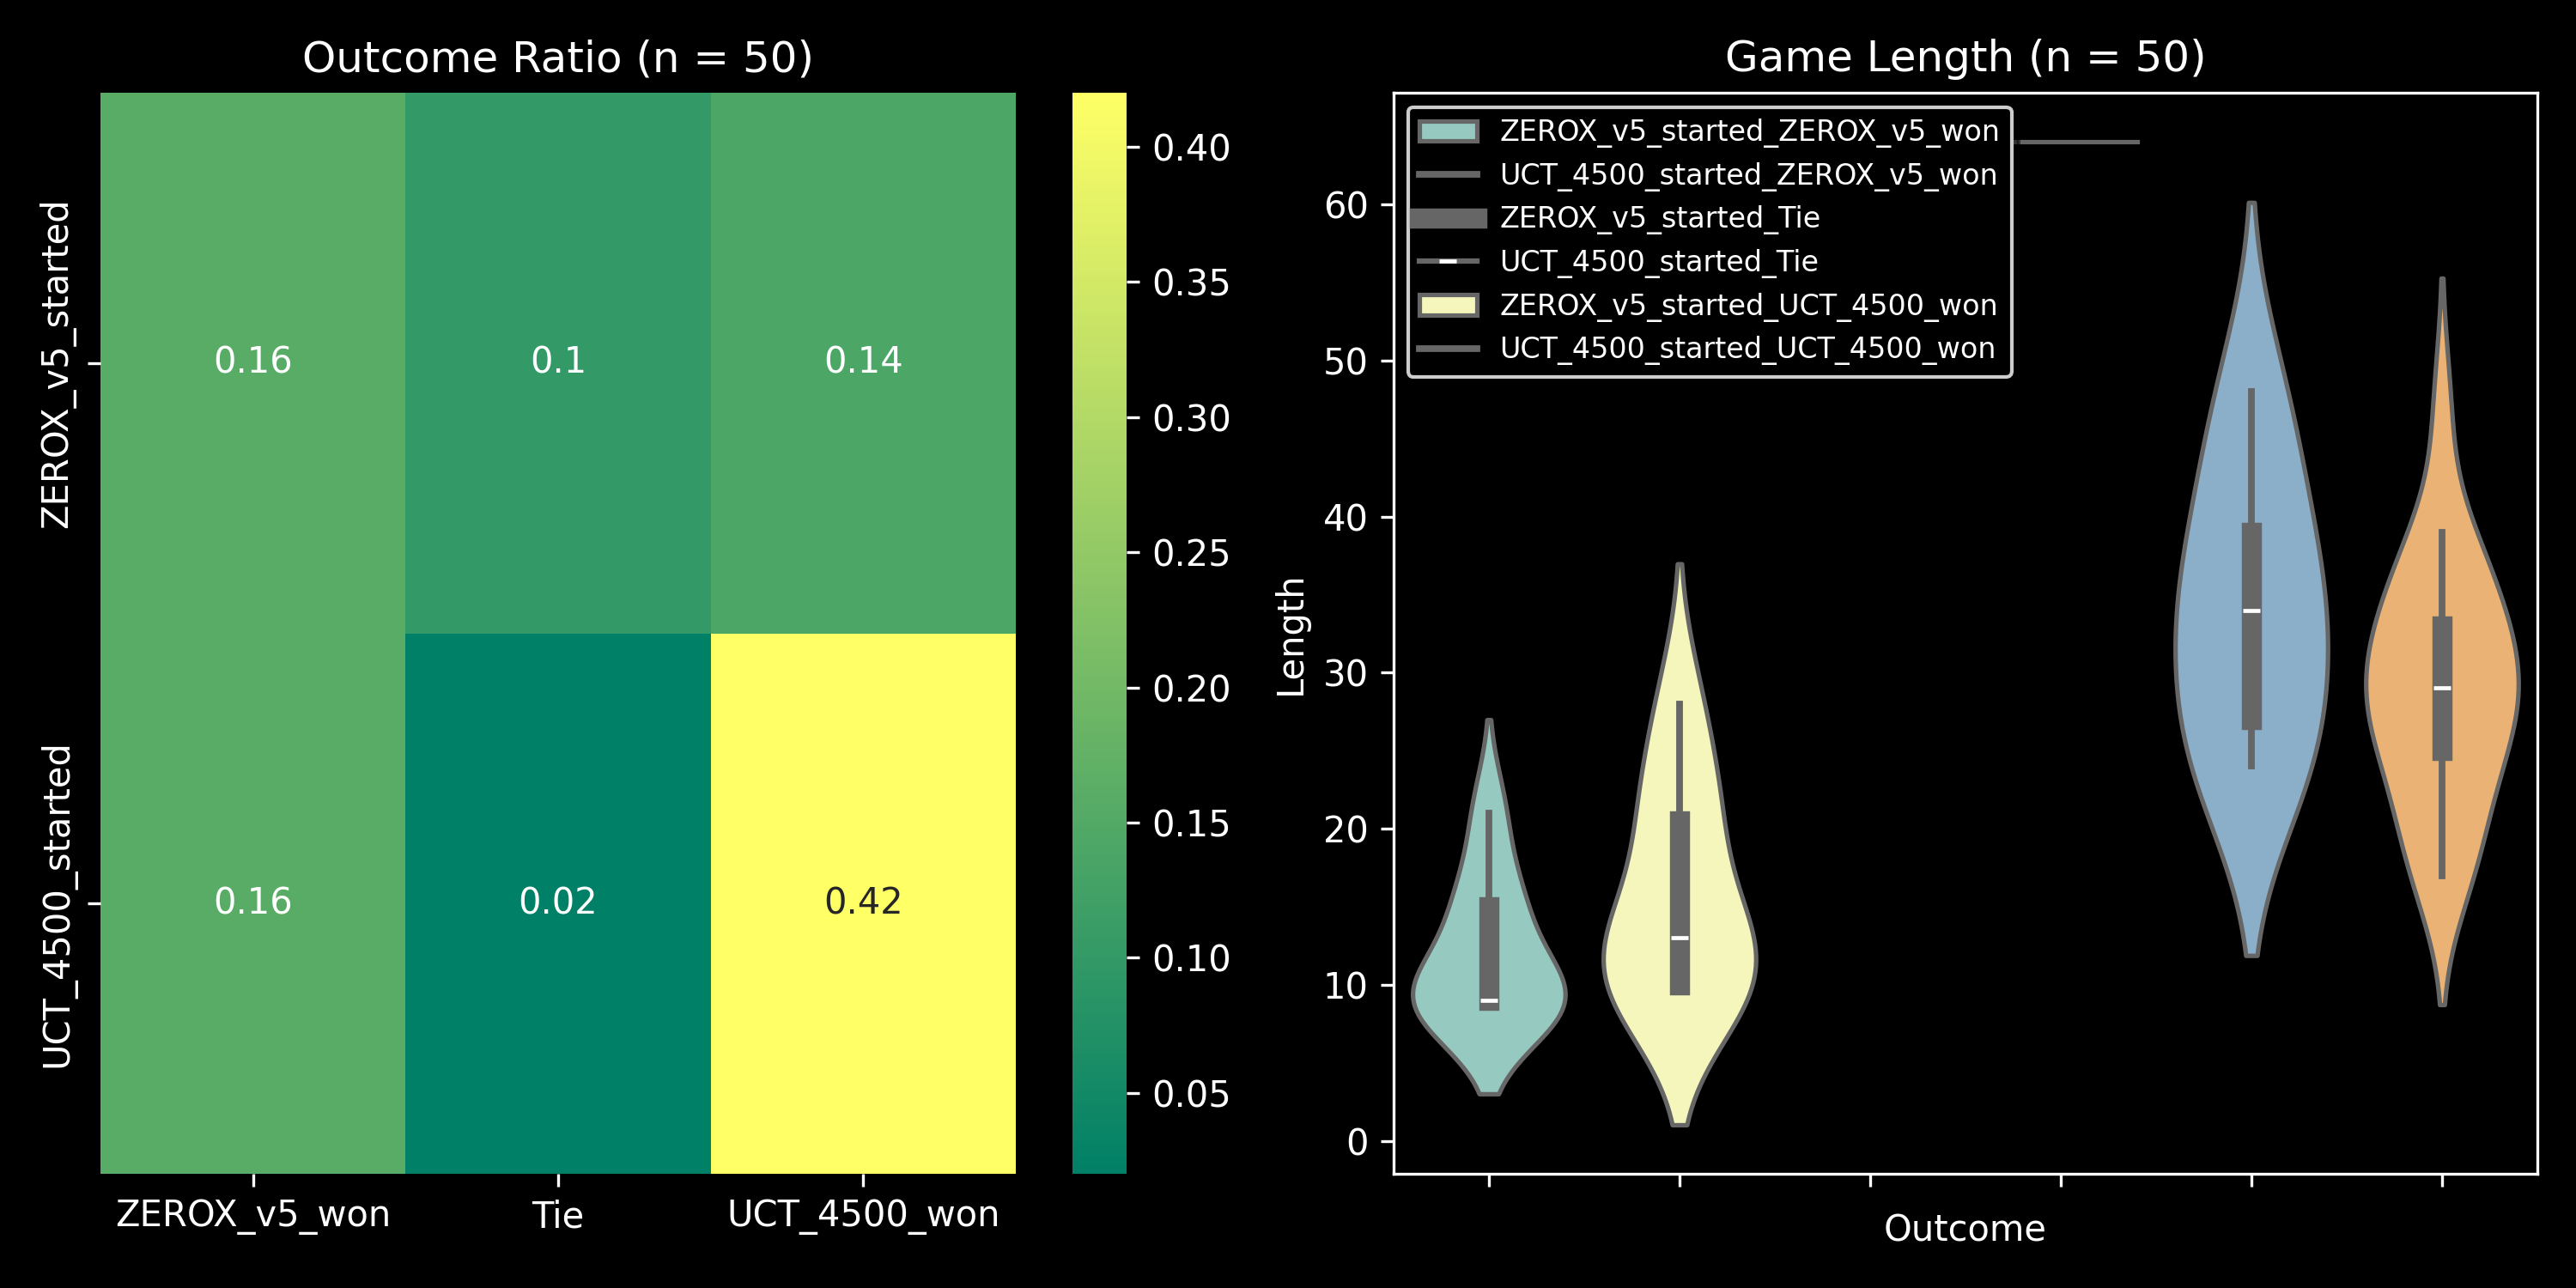 Outcome Ratio (n = 50)
ZEROX_v5_started
UCT_4500_started
0.16
0.1
0.14
0.16
0.02
0.42
ZEROX_v5_won
Tie
UCT_4500_won
0.40
0.35
0.30
0.25
0.20
0.15
0.10
0.05
Game Length (n = 50)
ZEROX_v5_started_ZEROX_v5_won
UCT_4500_started_ZEROX_v5_won
ZEROX_v5_started_Tie
UCT_4500_started_Tie
ZEROX_v5_started_UCT_4500_won
UCT_4500_started_UCT_4500_won
Length
60
50
40
30
20
10
0
Outcome